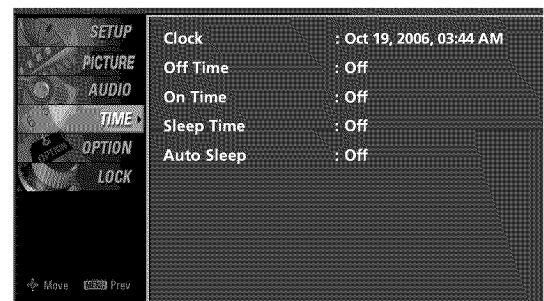 SETUP
PICTURE
AUDIO
TIME
OPTION
LOCK
Clock : Oct 19, 2006, 03:44 AM
Off Time : Off
On Time : Off
Sleep Time : Off
Auto Sleep : Off
OPTION
Move MENU Prev